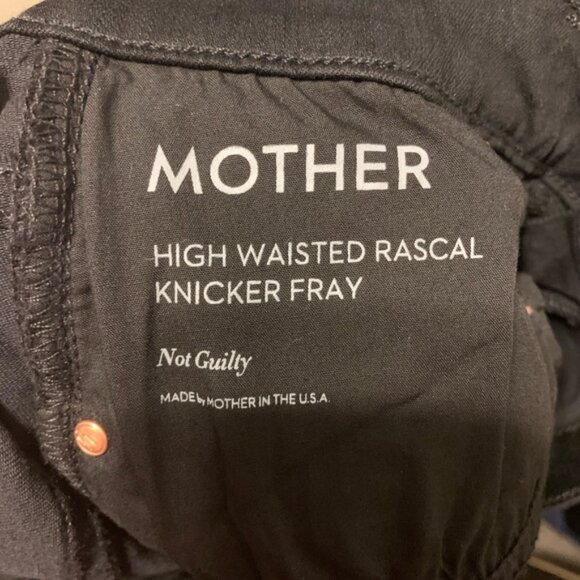 MOTHER
HIGH WAISTED RASCAL
KNICKER FRAY
Not Guilty
MADE by MOTHER IN THE U.S.A.